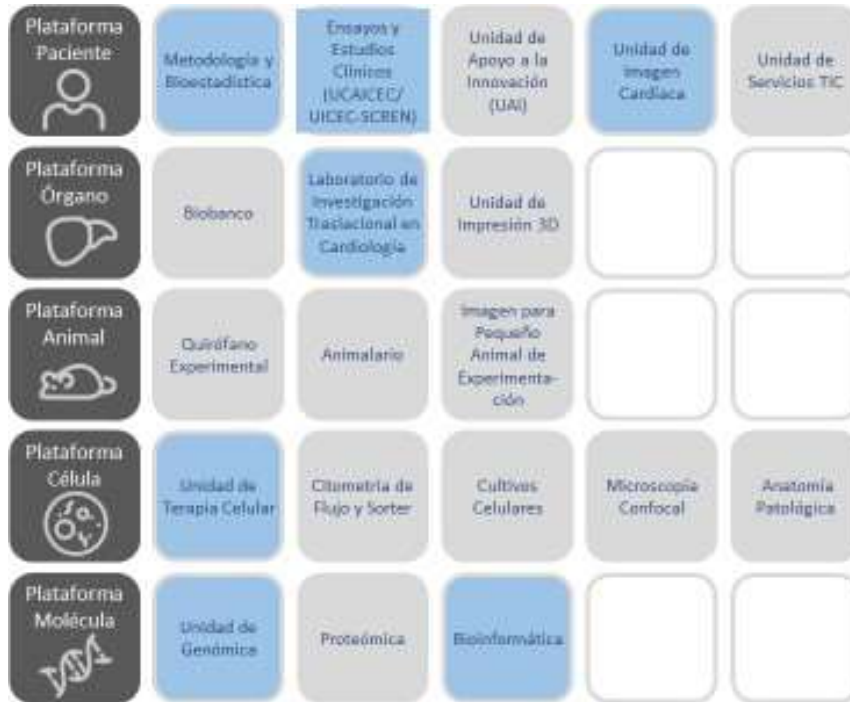 Plataforma
Paciente
Metodología y
Bioestadística
Ensayos y
Estudios
Clínicos
(UCAICEC/
UICEC-SCREN)
Unidad de
Apoyo a la
Innovación
(UAI)
Unidad de
Imagen
Cardíaca
Unidad de
Servicios TIC
Plataforma
Órgano
Biobanco
Laboratorio de
Investigación
Traslacional en
Cardiología
Unidad de
Impresión 3D
Plataforma
Animal
Quirófano
Experimental
Animalario
Imagen para
Pequeño
Animal de
Experimenta-
ción
Plataforma
Célula
Unidad de
Terapia Celular
Citometría de
Flujo y Sorter
Cultivos
Celulares
Microscopía
Confocal
Anatomía
Patológica
Plataforma
Molécula
Unidad de
Genómica
Proteómica
Bioinformática